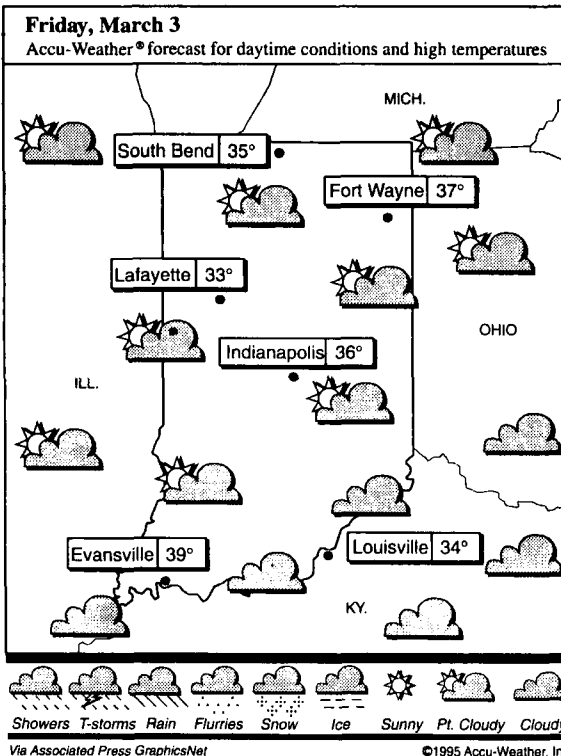 Friday, March 3
Accu-Weather® forecast for daytime conditions and high temperatures
MICH.
South Bend 35°
Fort Wayne 37°
Lafayette 33°
OHIO
Indianapolis 36°
ILL.
Evansville 39°
Louisville 34°
KY.
Showers T-storms Rain Flurries Snow Ice Sunny Pt. Cloudy Cloudy
Via Associated Press GraphicsNet ©1995 Accu-Weather, In